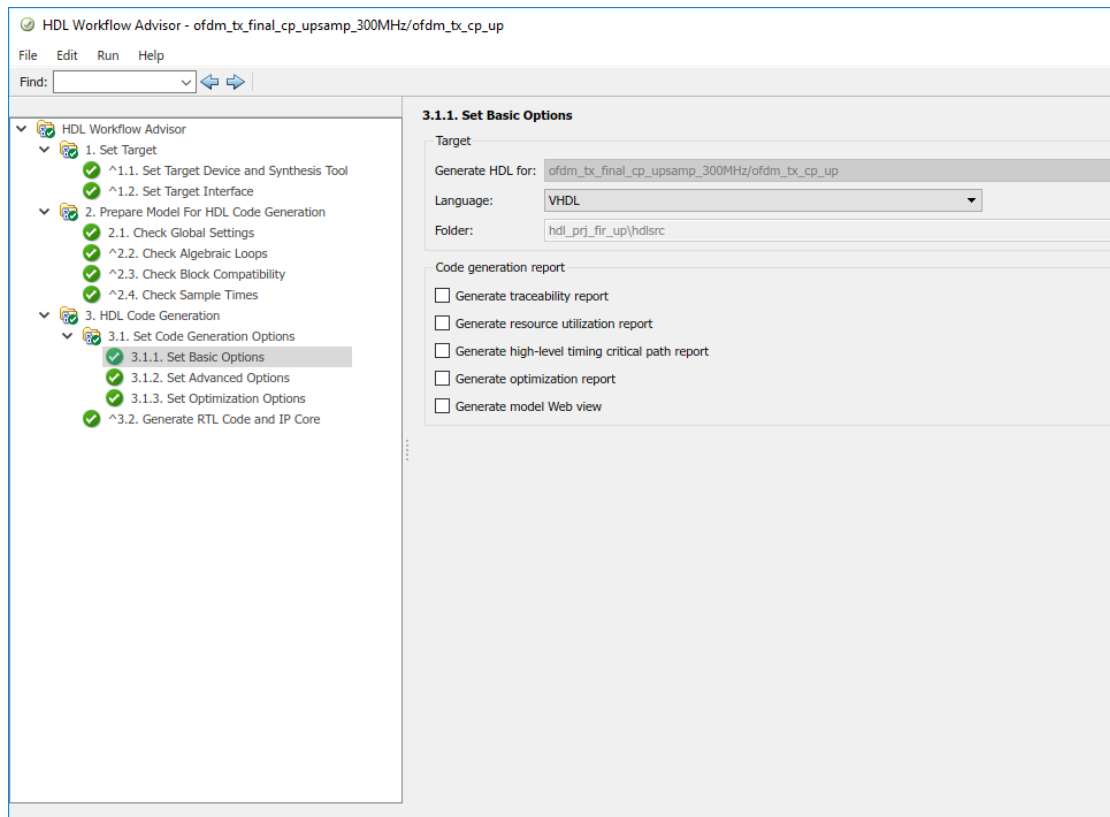 HDL Workflow Advisor - ofdm_tx_final_cp_upsamp_300MHz/ofdm_tx_cp_up
File Edit Run Help
Find:
HDL Workflow Advisor
1. Set Target
^1.1. Set Target Device and Synthesis Tool
^1.2. Set Target Interface
2. Prepare Model For HDL Code Generation
2.1. Check Global Settings
^2.2. Check Algebraic Loops
^2.3. Check Block Compatibility
^2.4. Check Sample Times
3. HDL Code Generation
3.1. Set Code Generation Options
3.1.1. Set Basic Options
3.1.2. Set Advanced Options
3.1.3. Set Optimization Options
^3.2. Generate RTL Code and IP Core
3.1.1. Set Basic Options
Target
Generate HDL for: ofdm_tx_final_cp_upsamp_300MHz/ofdm_tx_cp_up
Language: VHDL
Folder: hdl_prj_fir_up\hdlsrc
Code generation report
Generate traceability report
Generate resource utilization report
Generate high-level timing critical path report
Generate optimization report
Generate model Web view